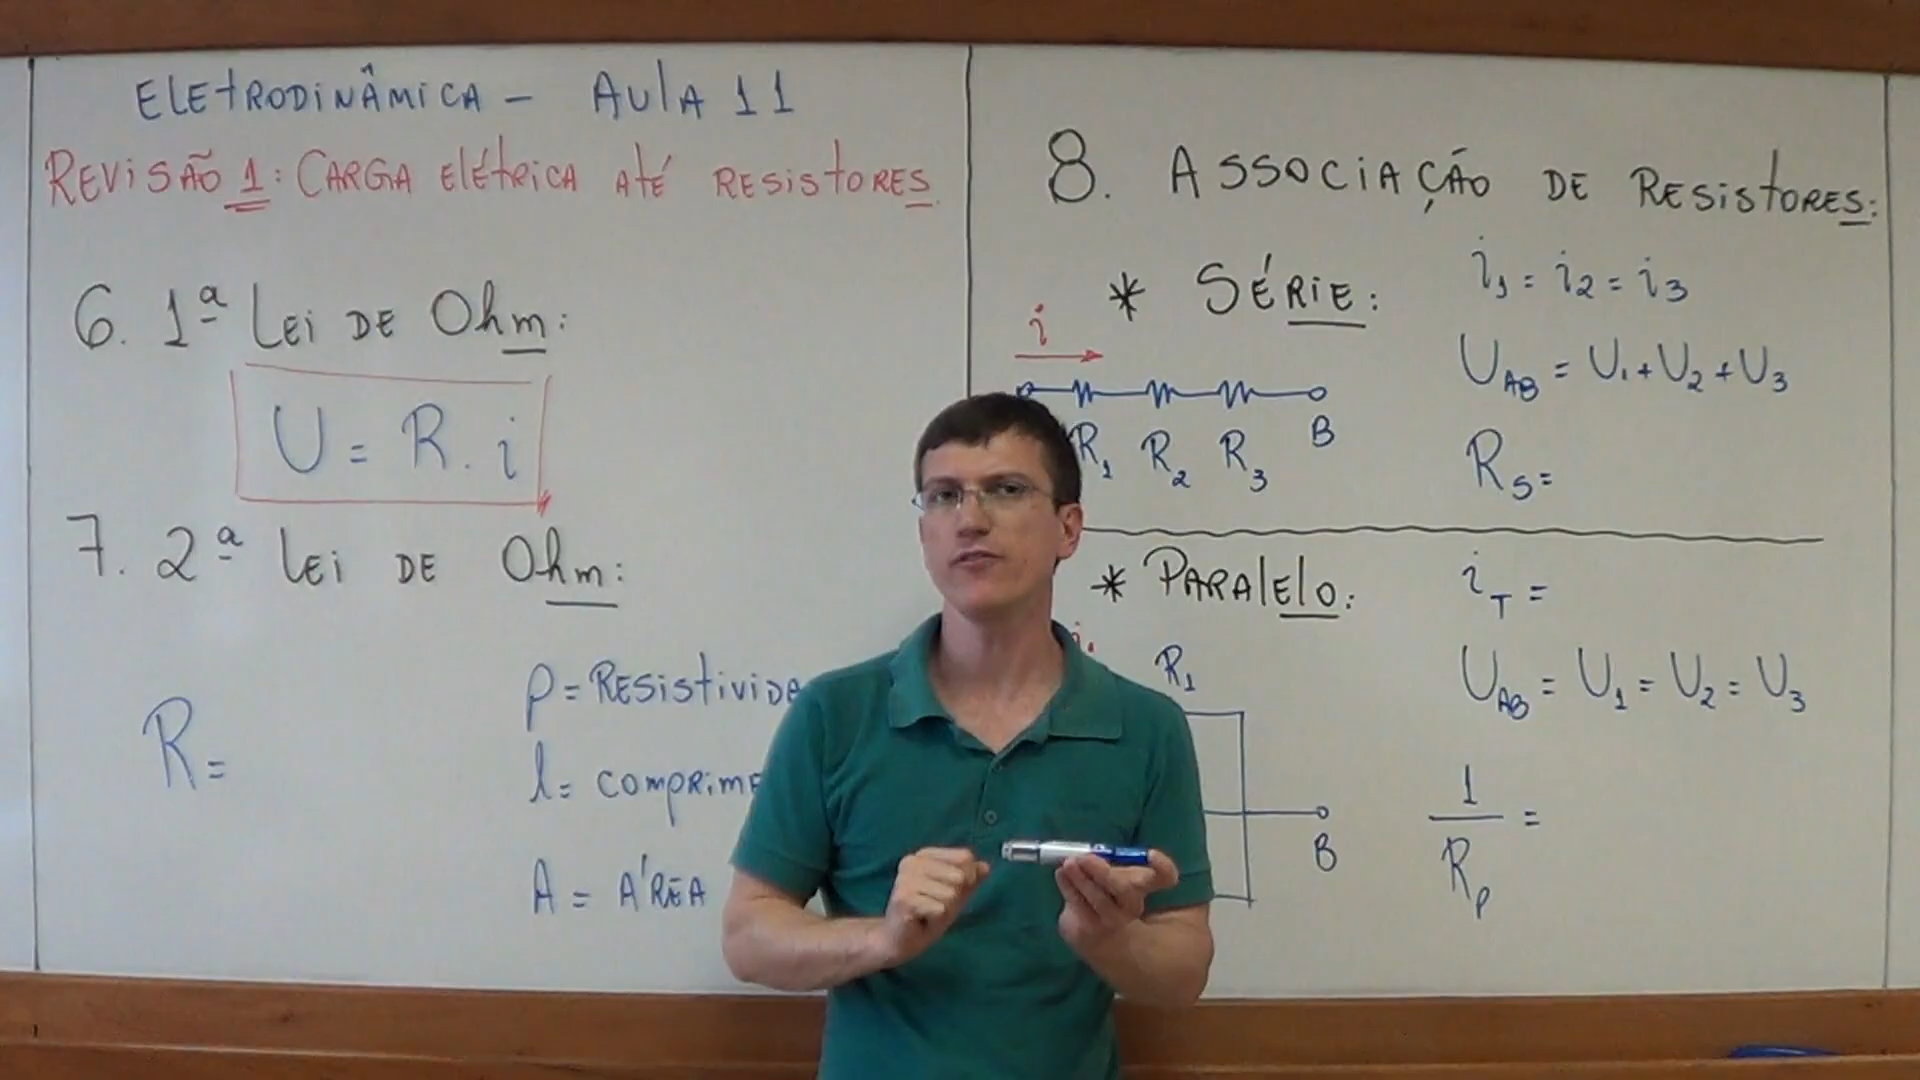 ELEtRODiNÂMiCA - AUlA 11
REViSÃO 1: CARGA ElÉtRiCA AtÉ RESiStORES.
6. 1ª LEi DE Ohm:
U = R . i
7. 2ª LEi DE Ohm:
R =
ρ = RESiStiViDA
l = COmPRimE
A = ÁREA
8. ASSOCiAÇÃO DE RESiStORES:
* SÉRiE:
i
R1 R2 R3 B
i1 = i2 = i3
UAB = U1 + U2 + U3
RS =
* PARAlElO:
i
R1
B
iT =
UAB = U1 = U2 = U3
1/Rp =